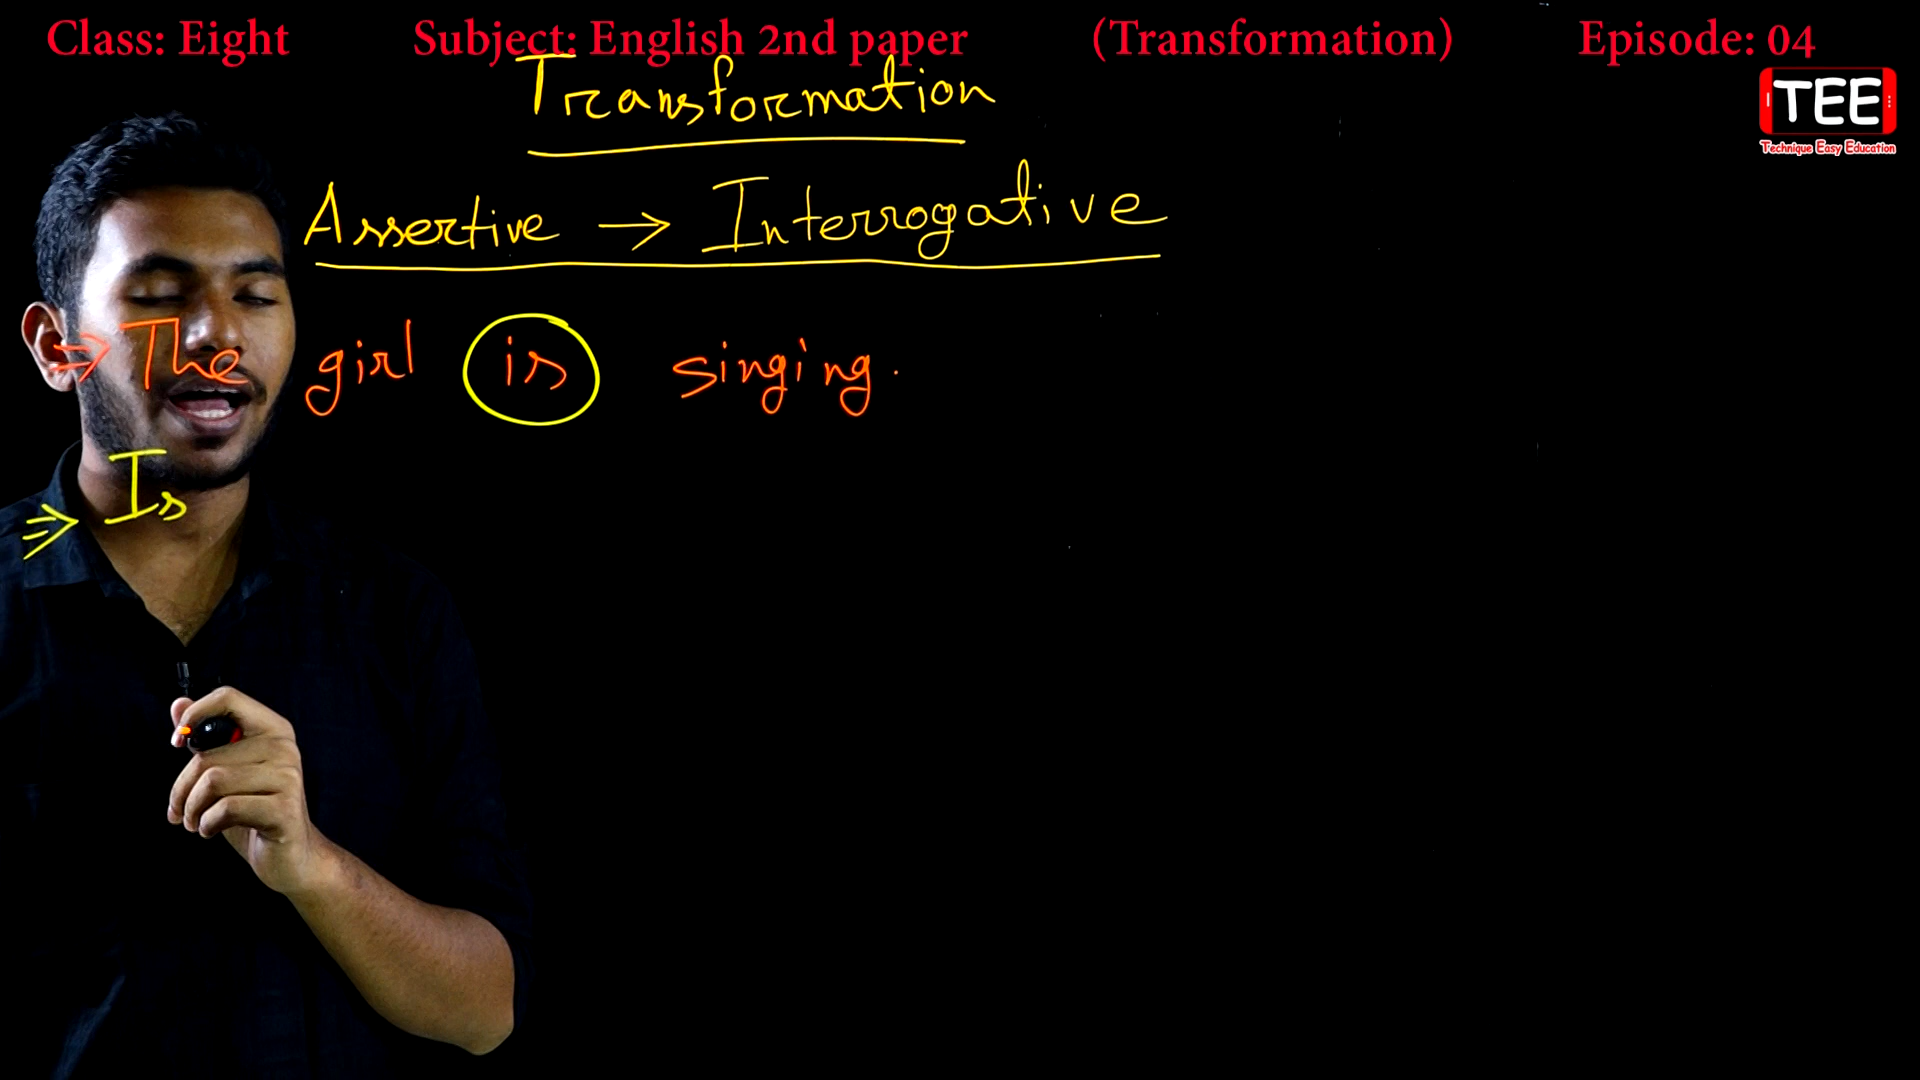 Class: Eight Subject: English 2nd paper (Transformation) Episode: 04
TEE
Technique Easy Education
Transformation
Assertive → Interrogative
⇒ The girl is singing.
⇒ Is